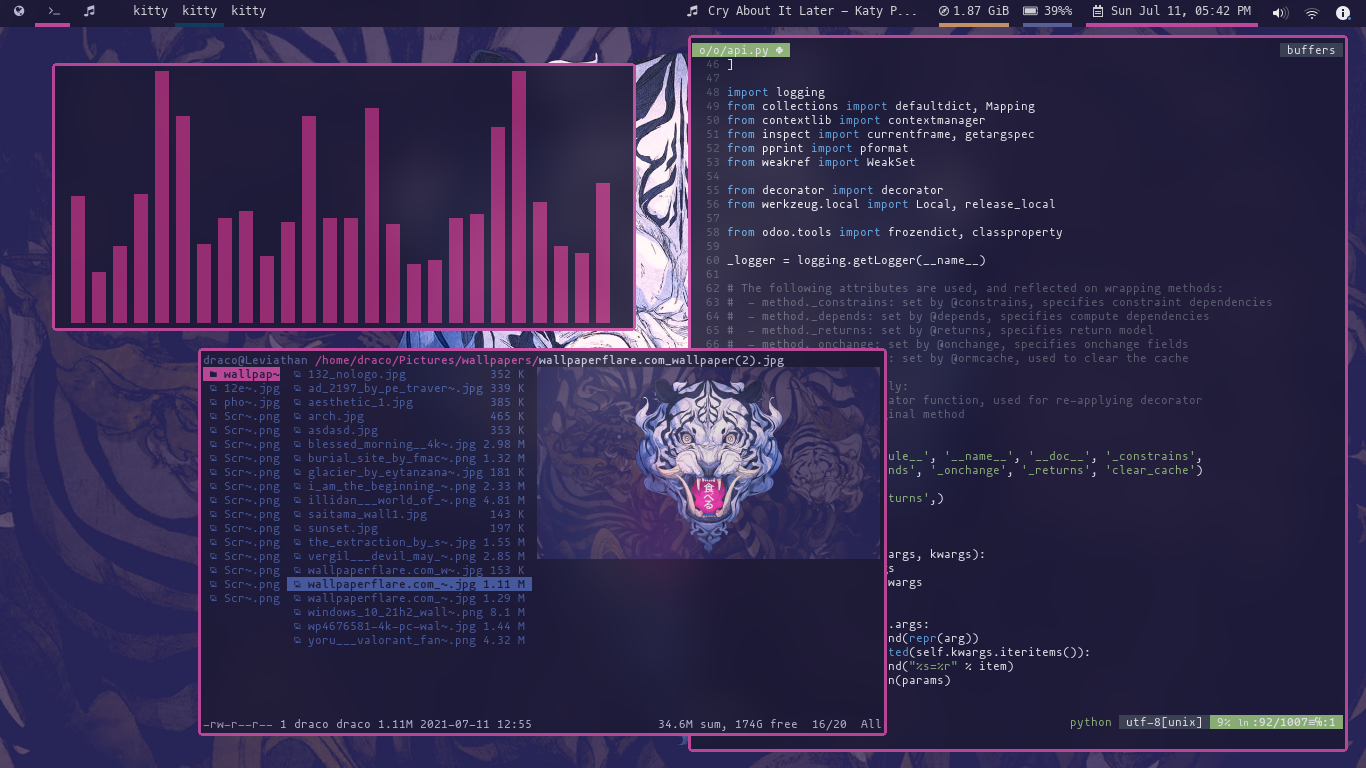 kitty kitty kitty
Cry About It Later – Katy P...
1.87 GiB
39%%
Sun Jul 11, 05:42 PM
o/o/api.py
buffers
46 ]
47
48 import logging
49 from collections import defaultdict, Mapping
50 from contextlib import contextmanager
51 from inspect import currentframe, getargspec
52 from pprint import pformat
53 from weakref import WeakSet
54
55 from decorator import decorator
56 from werkzeug.local import Local, release_local
57
58 from odoo.tools import frozendict, classproperty
59
60 _logger = logging.getLogger(__name__)
61
62 # The following attributes are used, and reflected on wrapping methods:
63 #  - method._constrains: set by @constrains, specifies constraint dependencies
64 #  - method._depends: set by @depends, specifies compute dependencies
65 #  - method._returns: set by @returns, specifies return model
66 #  - method._onchange: set by @onchange, specifies onchange fields
: set by @ormcache, used to clear the cache
ly:
ator function, used for re-applying decorator
inal method
ule__', '__name__', '__doc__', '_constrains',
nds', '_onchange', '_returns', 'clear_cache')
turns',)
args, kwargs):
s
wargs
.args:
nd(repr(arg))
ted(self.kwargs.iteritems()):
nd("%s=%r" % item)
n(params)
python utf-8[unix] 9% ln :92/1007≡%:1
draco@Leviathan /home/draco/Pictures/wallpapers/wallpaperflare.com_wallpaper(2).jpg
wallpap~ 132_nologo.jpg 352 K
12e~.jpg ad_2197_by_pe_traver~.jpg 339 K
pho~.jpg aesthetic_1.jpg 385 K
Scr~.png arch.jpg 465 K
Scr~.png asdasd.jpg 353 K
Scr~.png blessed_morning__4k~.jpg 2.98 M
Scr~.png burial_site_by_fmac~.png 1.32 M
Scr~.png glacier_by_eytanzana~.jpg 181 K
Scr~.png i_am_the_beginning_~.png 2.33 M
Scr~.png illidan___world_of_~.png 4.81 M
Scr~.png saitama_wall1.jpg 143 K
Scr~.png sunset.jpg 197 K
Scr~.png the_extraction_by_s~.jpg 1.55 M
Scr~.png vergil___devil_may_~.png 2.85 M
Scr~.png wallpaperflare.com_w~.jpg 153 K
Scr~.png wallpaperflare.com_~.jpg 1.11 M
Scr~.png wallpaperflare.com_~.jpg 1.29 M
windows_10_21h2_wall~.png 8.1 M
wp4676581-4k-pc-wal~.jpg 1.44 M
yoru___valorant_fan~.png 4.32 M
食べる
-rw-r--r-- 1 draco draco 1.11M 2021-07-11 12:55 34.6M sum, 174G free 16/20 All